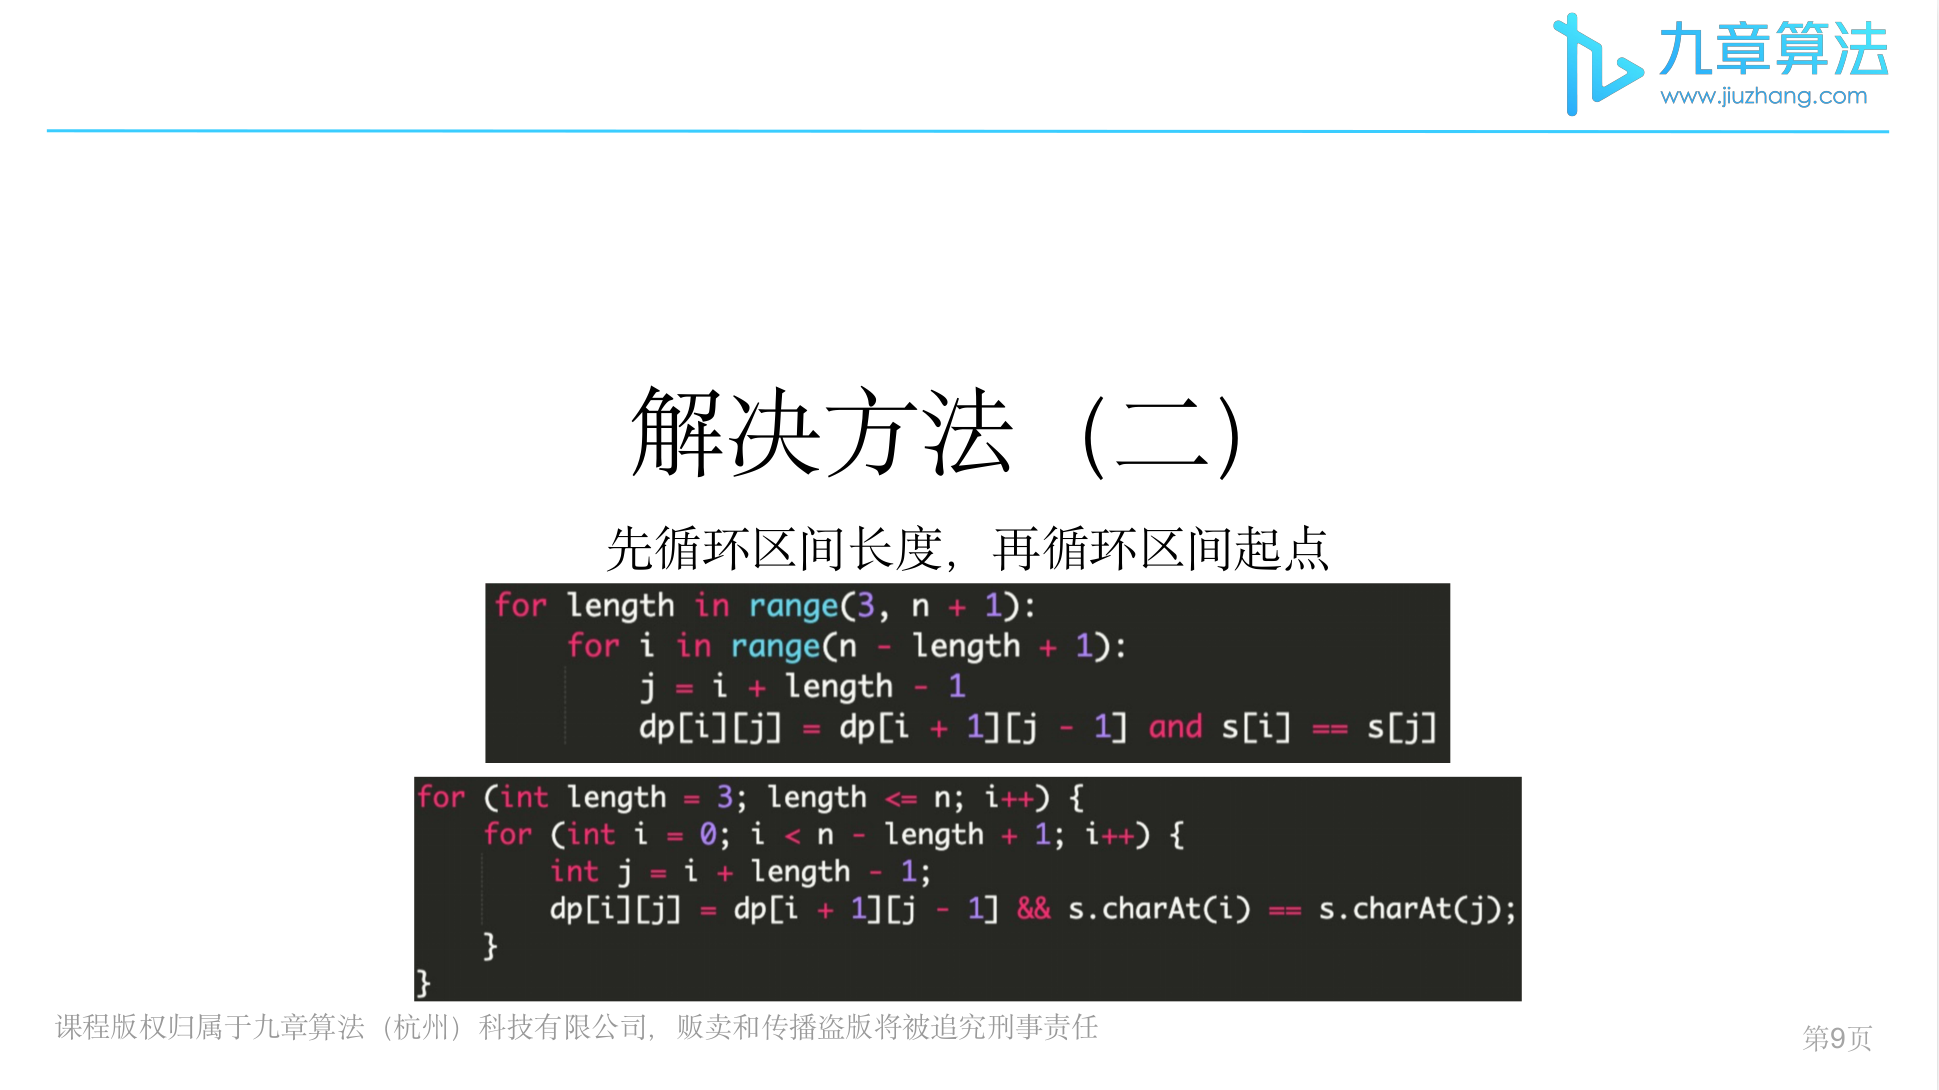 九章算法
www.jiuzhang.com
解决方法（二）
先循环区间长度，再循环区间起点
for length in range(3, n + 1):
    for i in range(n - length + 1):
        j = i + length - 1
        dp[i][j] = dp[i + 1][j - 1] and s[i] == s[j]
for (int length = 3; length <= n; i++) {
    for (int i = 0; i < n - length + 1; i++) {
        int j = i + length - 1;
        dp[i][j] = dp[i + 1][j - 1] && s.charAt(i) == s.charAt(j);
    }
}
课程版权归属于九章算法（杭州）科技有限公司，贩卖和传播盗版将被追究刑事责任
第9页